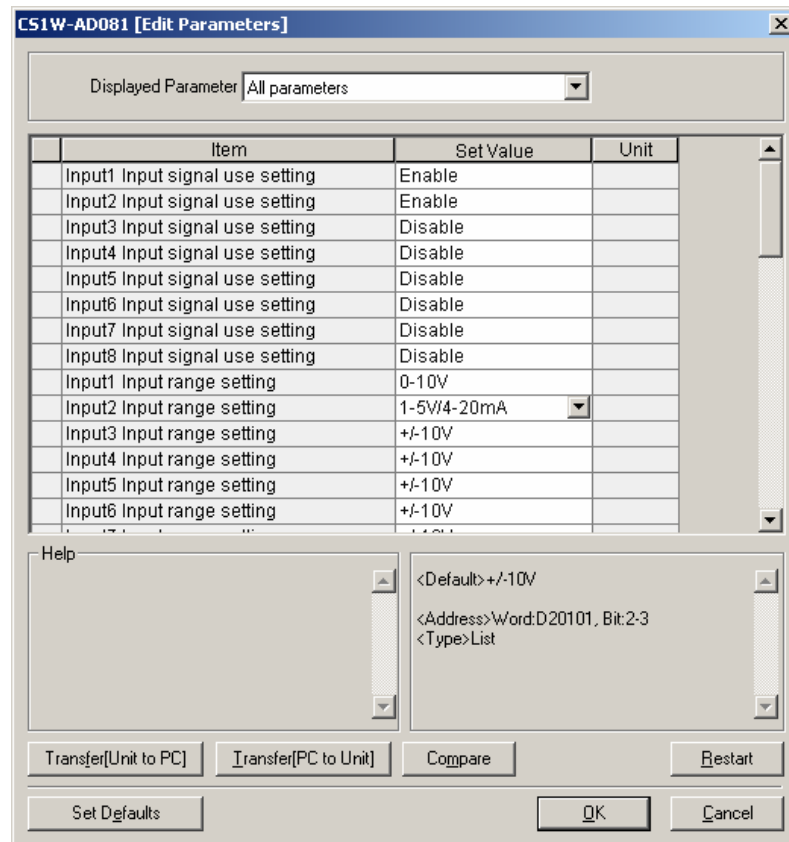 CS1W-AD081 [Edit Parameters]
Displayed Parameter All parameters
Item Set Value Unit
Input1 Input signal use setting Enable
Input2 Input signal use setting Enable
Input3 Input signal use setting Disable
Input4 Input signal use setting Disable
Input5 Input signal use setting Disable
Input6 Input signal use setting Disable
Input7 Input signal use setting Disable
Input8 Input signal use setting Disable
Input1 Input range setting 0-10V
Input2 Input range setting 1-5V/4-20mA
Input3 Input range setting +/-10V
Input4 Input range setting +/-10V
Input5 Input range setting +/-10V
Input6 Input range setting +/-10V
Help
<Default>+/-10V
<Address>Word:D20101, Bit:2-3
<Type>List
Transfer[Unit to PC] Transfer[PC to Unit] Compare Restart
Set Defaults OK Cancel